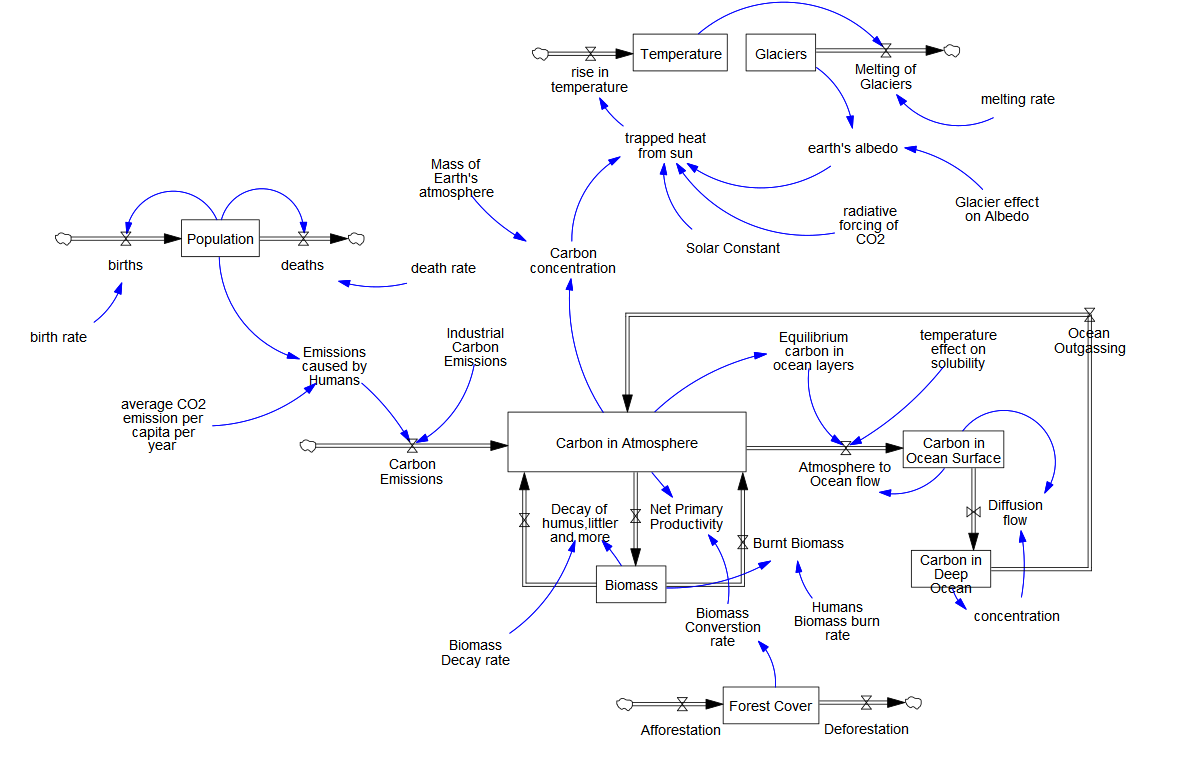 Temperature
Glaciers
rise in
temperature
Melting of
Glaciers
melting rate
trapped heat
from sun
earth's albedo
Mass of
Earth's
atmosphere
Glacier effect
on Albedo
radiative
forcing of
CO2
Solar Constant
Population
births
deaths
death rate
birth rate
Carbon
concentration
Emissions
caused by
Humans
Industrial
Carbon
Emissions
average CO2
emission per
capita per
year
Carbon
Emissions
Equilibrium
carbon in
ocean layers
temperature
effect on
solubility
Ocean
Outgassing
Carbon in Atmosphere
Atmosphere to
Ocean flow
Carbon in
Ocean Surface
Diffusion
flow
Decay of
humus,littler
and more
Net Primary
Productivity
Burnt Biomass
Biomass
Carbon in
Deep
Ocean
concentration
Biomass
Decay rate
Biomass
Converstion
rate
Humans
Biomass burn
rate
Forest Cover
Afforestation
Deforestation